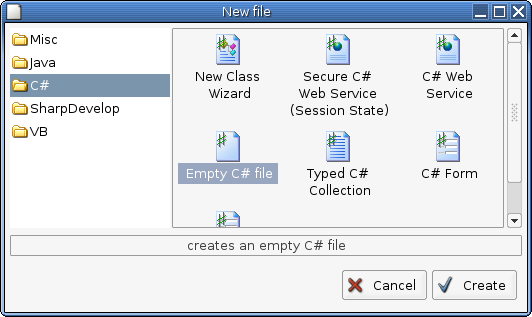 New file
Misc
Java
C#
SharpDevelop
VB
New Class
Wizard
Secure C#
Web Service
(Session State)
C# Web
Service
Empty C# file
Typed C#
Collection
C# Form
creates an empty C# file
Cancel
Create